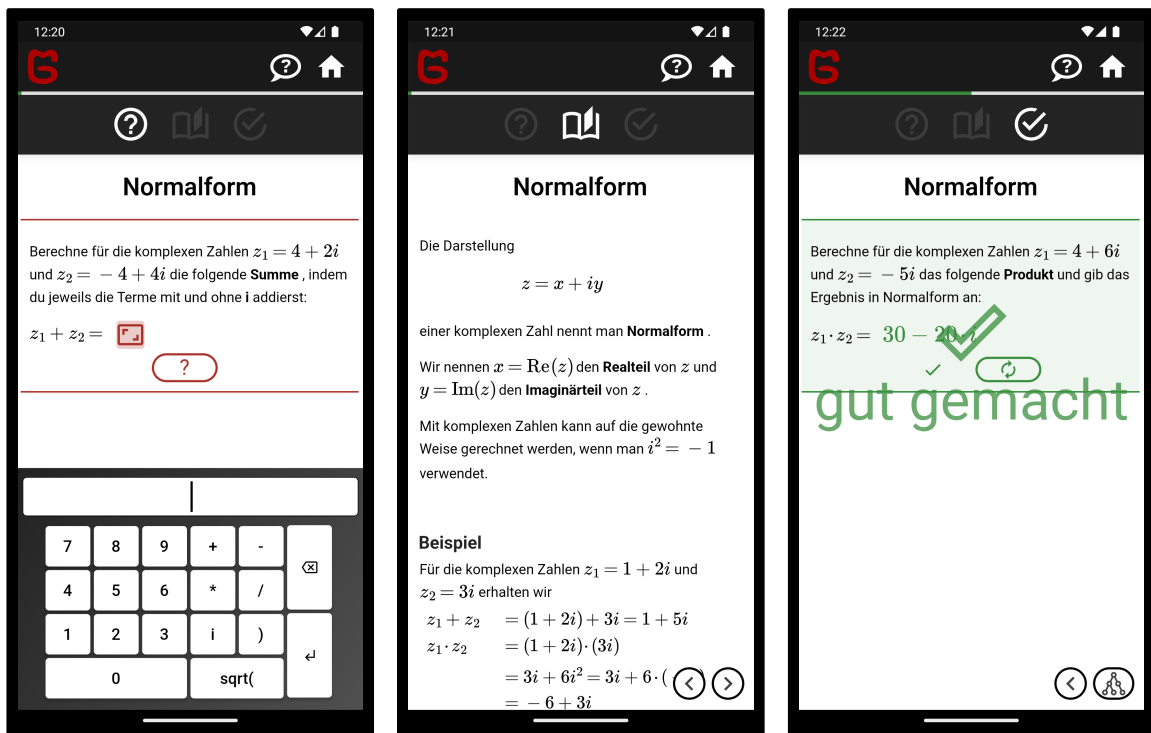 12:20
Normalform
Berechne für die komplexen Zahlen z₁ = 4 + 2i
und z₂ = − 4 + 4i die folgende Summe , indem
du jeweils die Terme mit und ohne i addierst:
z₁ + z₂ =
?
7 8 9 + -
4 5 6 * /
1 2 3 i )
0 sqrt(
12:21
Normalform
Die Darstellung
z = x + iy
einer komplexen Zahl nennt man Normalform .
Wir nennen x = Re(z) den Realteil von z und
y = Im(z) den Imaginärteil von z .
Mit komplexen Zahlen kann auf die gewohnte
Weise gerechnet werden, wenn man i² = − 1
verwendet.
Beispiel
Für die komplexen Zahlen z₁ = 1 + 2i und
z₂ = 3i erhalten wir
z₁ + z₂ = (1 + 2i) + 3i = 1 + 5i
z₁ · z₂ = (1 + 2i) · (3i)
= 3i + 6i² = 3i + 6 · (
= − 6 + 3i
12:22
Normalform
Berechne für die komplexen Zahlen z₁ = 4 + 6i
und z₂ = − 5i das folgende Produkt und gib das
Ergebnis in Normalform an:
z₁ · z₂ = 30 − 20 · i
gut gemacht